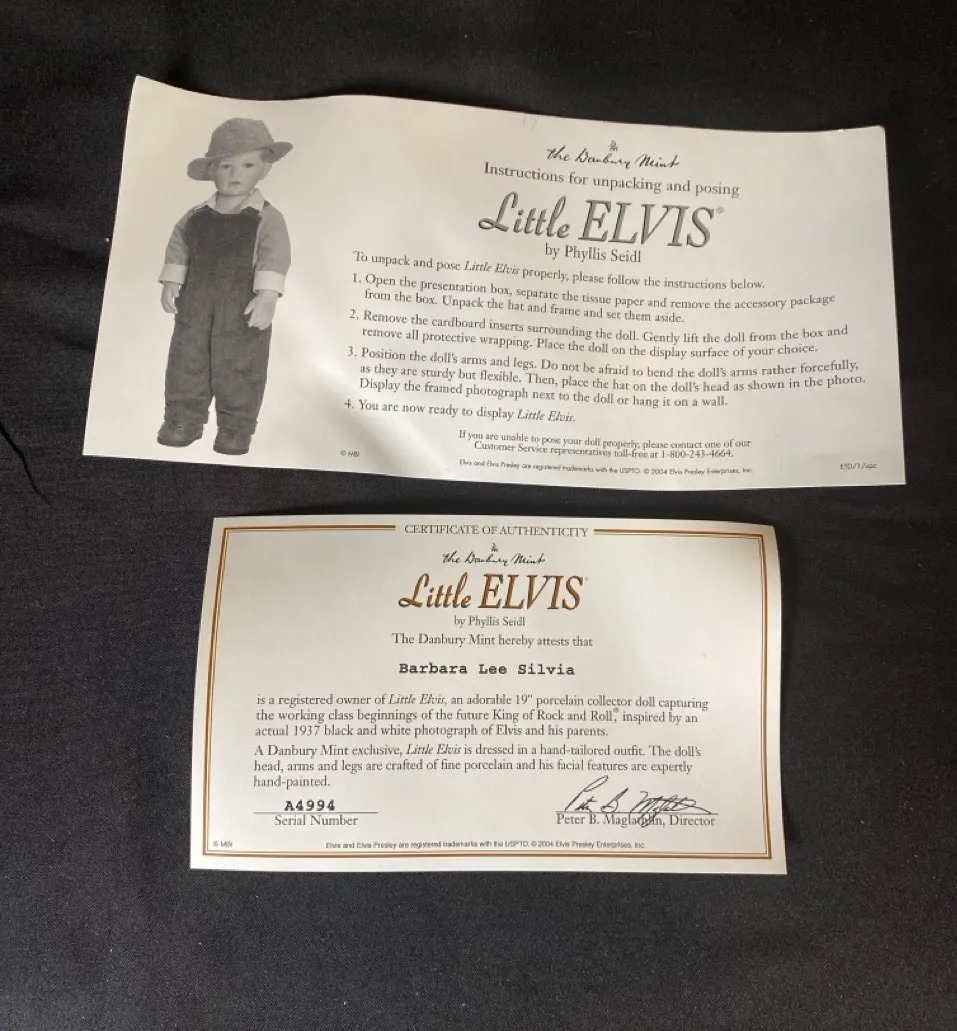 the Danbury Mint
Instructions for unpacking and posing
Little ELVIS®
by Phyllis Seidl
To unpack and pose Little Elvis properly, please follow the instructions below.
1. Open the presentation box, separate the tissue paper and remove the accessory package
from the box. Unpack the hat and frame and set them aside.
2. Remove the cardboard inserts surrounding the doll. Gently lift the doll from the box and
remove all protective wrapping. Place the doll on the display surface of your choice.
3. Position the doll's arms and legs. Do not be afraid to bend the doll's arms rather forcefully,
as they are sturdy but flexible. Then, place the hat on the doll's head as shown in the photo.
Display the framed photograph next to the doll or hang it on a wall.
4. You are now ready to display Little Elvis.
If you are unable to pose your doll properly, please contact one of our
Customer Service representatives toll-free at 1-800-243-4664.
© MBI
Elvis and Elvis Presley are registered trademarks with the USPTO. © 2004 Elvis Presley Enterprises, Inc.
CERTIFICATE OF AUTHENTICITY
the Danbury Mint
Little ELVIS®
by Phyllis Seidl
The Danbury Mint hereby attests that
Barbara Lee Silvia
is a registered owner of Little Elvis, an adorable 19" porcelain collector doll capturing
the working class beginnings of the future King of Rock and Roll,® inspired by an
actual 1937 black and white photograph of Elvis and his parents.
A Danbury Mint exclusive, Little Elvis is dressed in a hand-tailored outfit. The doll's
head, arms and legs are crafted of fine porcelain and his facial features are expertly
hand-painted.
A4994
Serial Number
Peter B. Maglathlin, Director
© MBI
Elvis and Elvis Presley are registered trademarks with the USPTO. © 2004 Elvis Presley Enterprises, Inc.